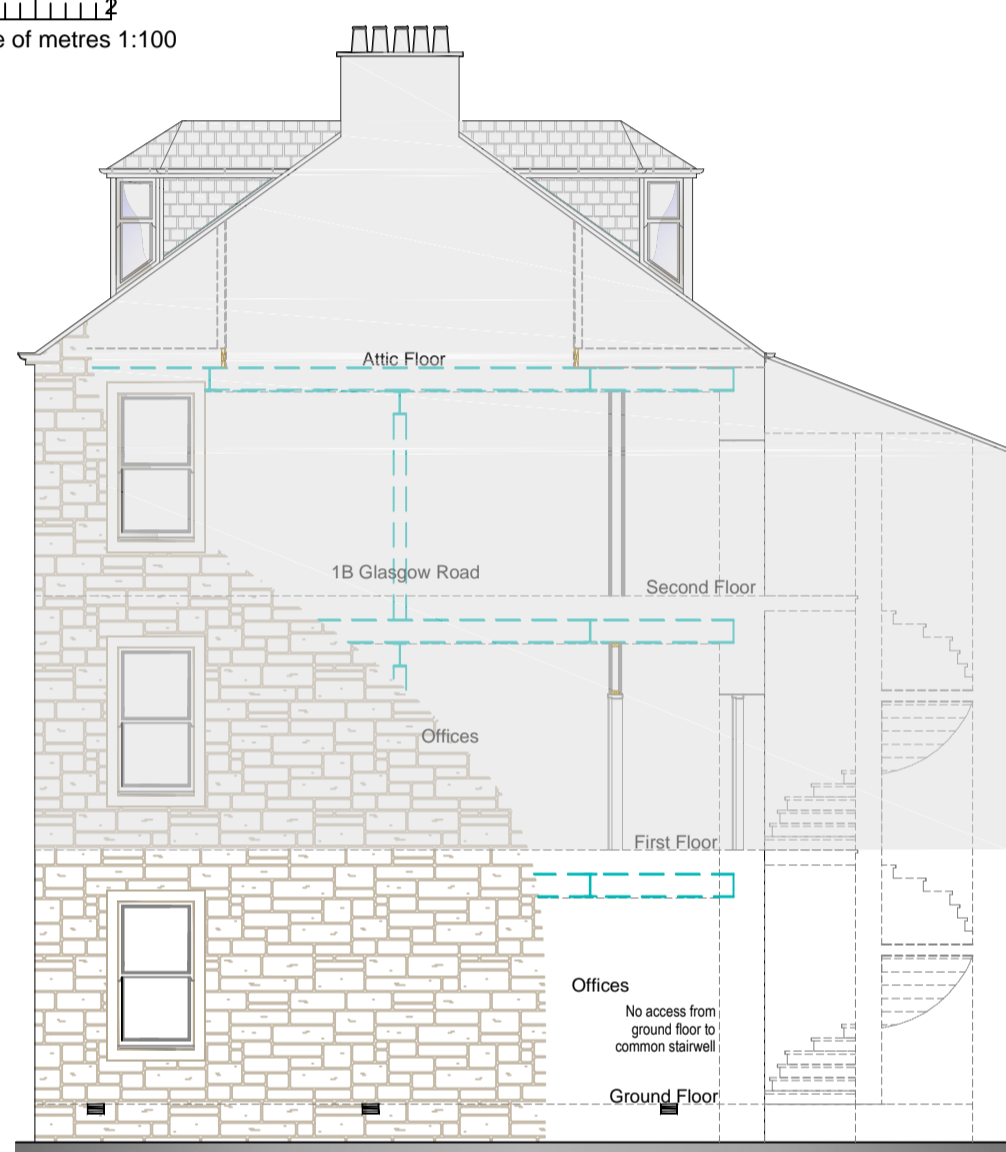 2
e of metres 1:100
Attic Floor
1B Glasgow Road
Second Floor
Offices
First Floor
Offices
No access from
ground floor to
common stairwell
Ground Floor